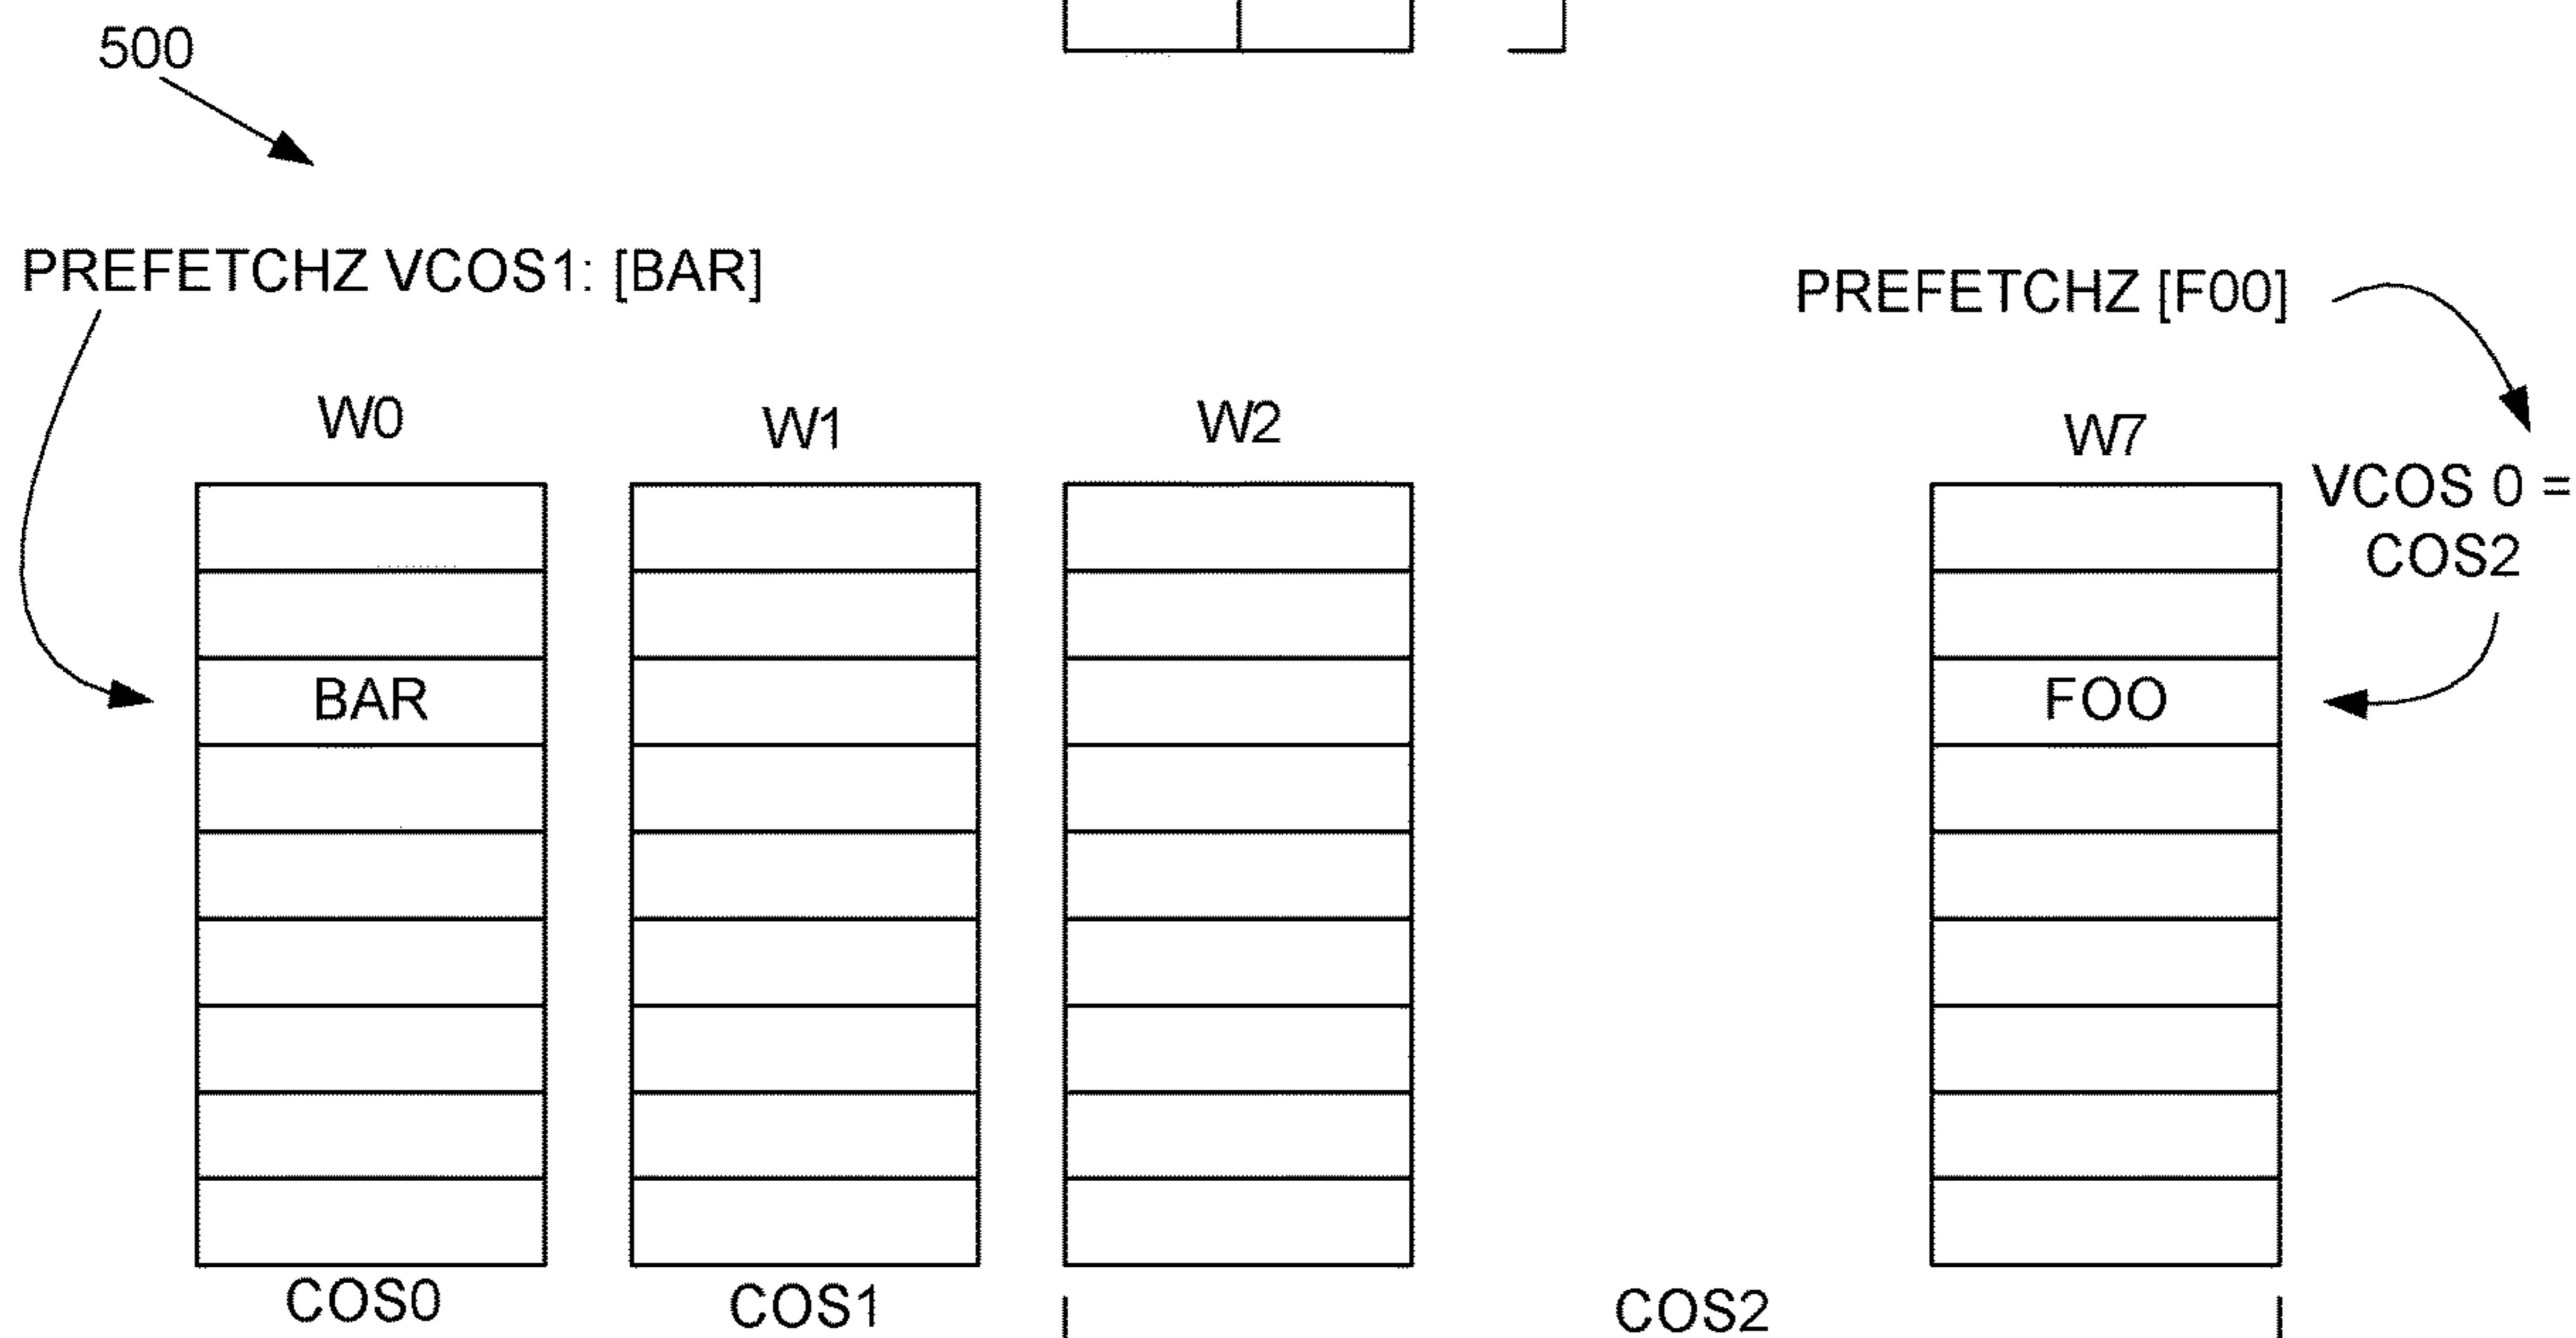 500
PREFETCHZ VCOS1: [BAR]
PREFETCHZ [F00]
W0
W1
W2
W7
VCOS 0 =
COS2
BAR
FOO
COS0
COS1
COS2